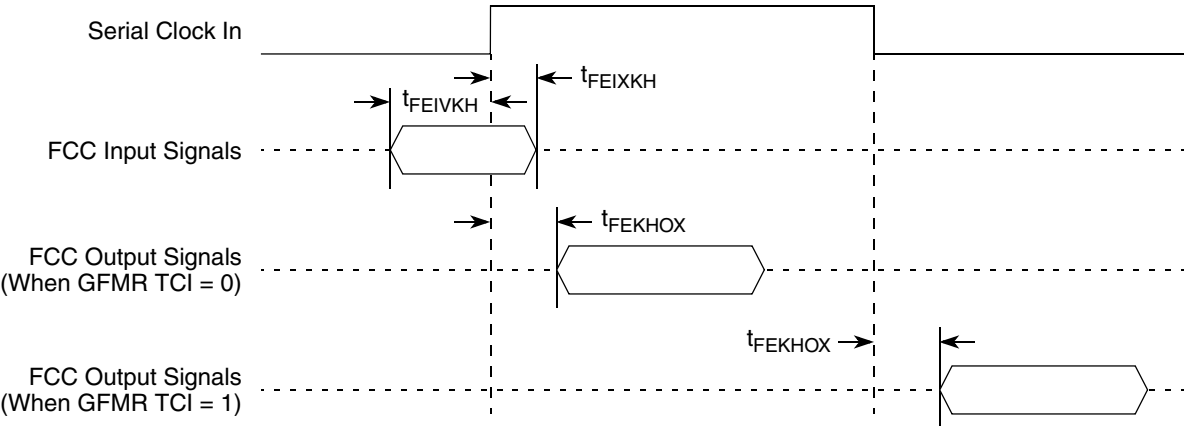 Serial Clock In
tFEIXKH
tFEIVKH
FCC Input Signals
tFEKHOX
FCC Output Signals
(When GFMR TCI = 0)
tFEKHOX
FCC Output Signals
(When GFMR TCI = 1)